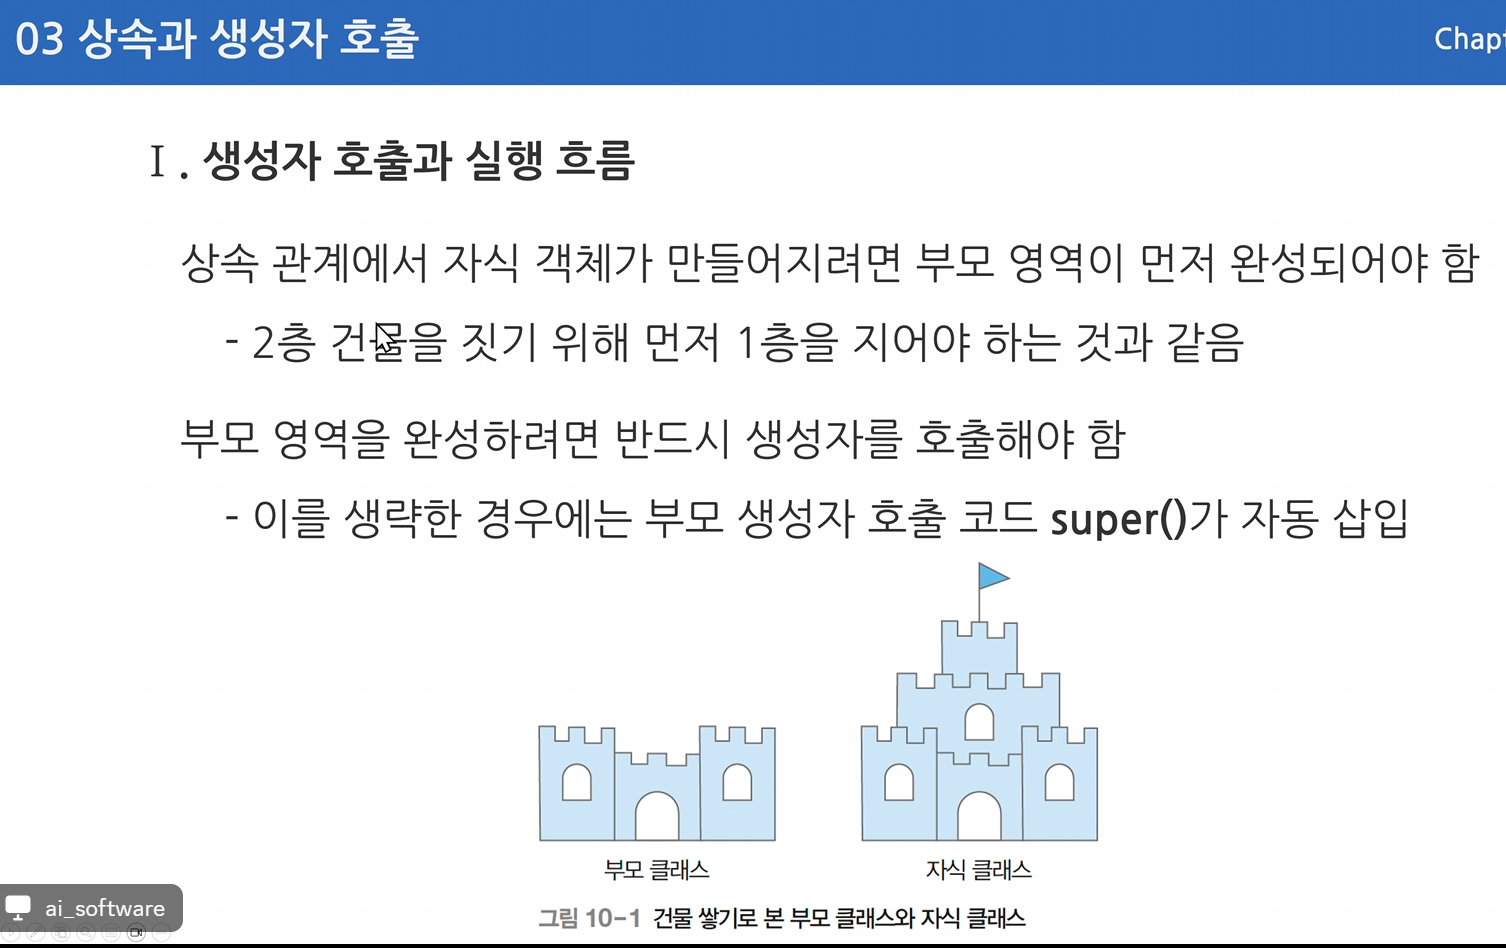 03 상속과 생성자 호출
Chapt
Ⅰ. 생성자 호출과 실행 흐름
상속 관계에서 자식 객체가 만들어지려면 부모 영역이 먼저 완성되어야 함
- 2층 건물을 짓기 위해 먼저 1층을 지어야 하는 것과 같음
부모 영역을 완성하려면 반드시 생성자를 호출해야 함
- 이를 생략한 경우에는 부모 생성자 호출 코드 super()가 자동 삽입
부모 클래스
자식 클래스
ai_software
그림 10-1 건물 쌓기로 본 부모 클래스와 자식 클래스